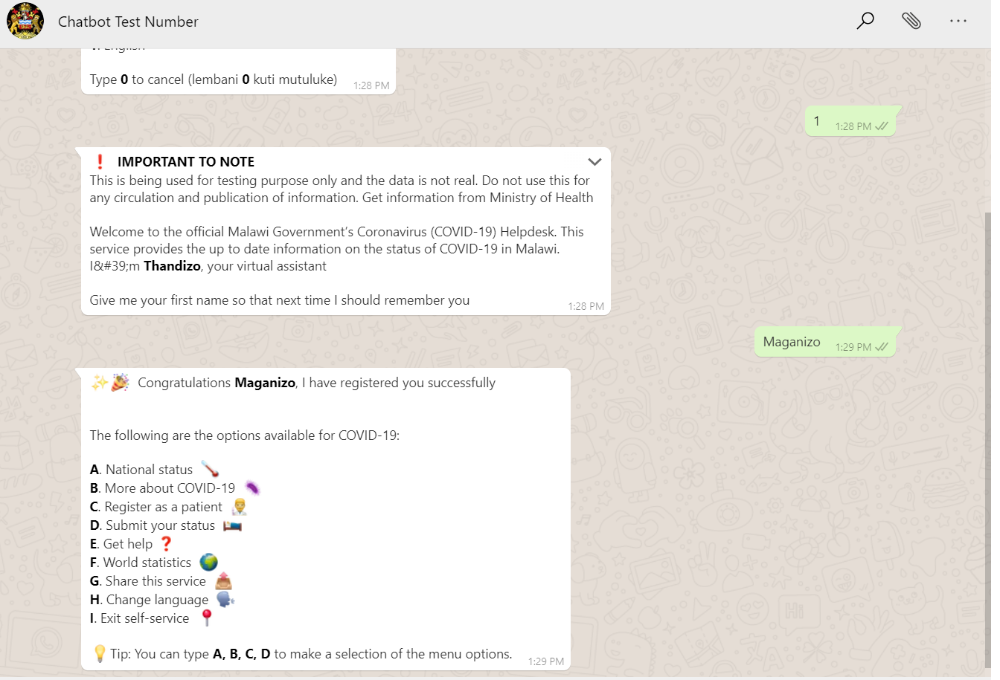 Chatbot Test Number
1. English
Type 0 to cancel (lembani 0 kuti mutuluke)
1:28 PM
1
1:28 PM
IMPORTANT TO NOTE
This is being used for testing purpose only and the data is not real. Do not use this for
any circulation and publication of information. Get information from Ministry of Health
Welcome to the official Malawi Government’s Coronavirus (COVID-19) Helpdesk. This
service provides the up to date information on the status of COVID-19 in Malawi.
I&#39;m Thandizo, your virtual assistant
Give me your first name so that next time I should remember you
1:28 PM
Maganizo
1:29 PM
Congratulations Maganizo, I have registered you successfully
The following are the options available for COVID-19:
A. National status
B. More about COVID-19
C. Register as a patient
D. Submit your status
E. Get help
F. World statistics
G. Share this service
H. Change language
I. Exit self-service
Tip: You can type A, B, C, D to make a selection of the menu options.
1:29 PM